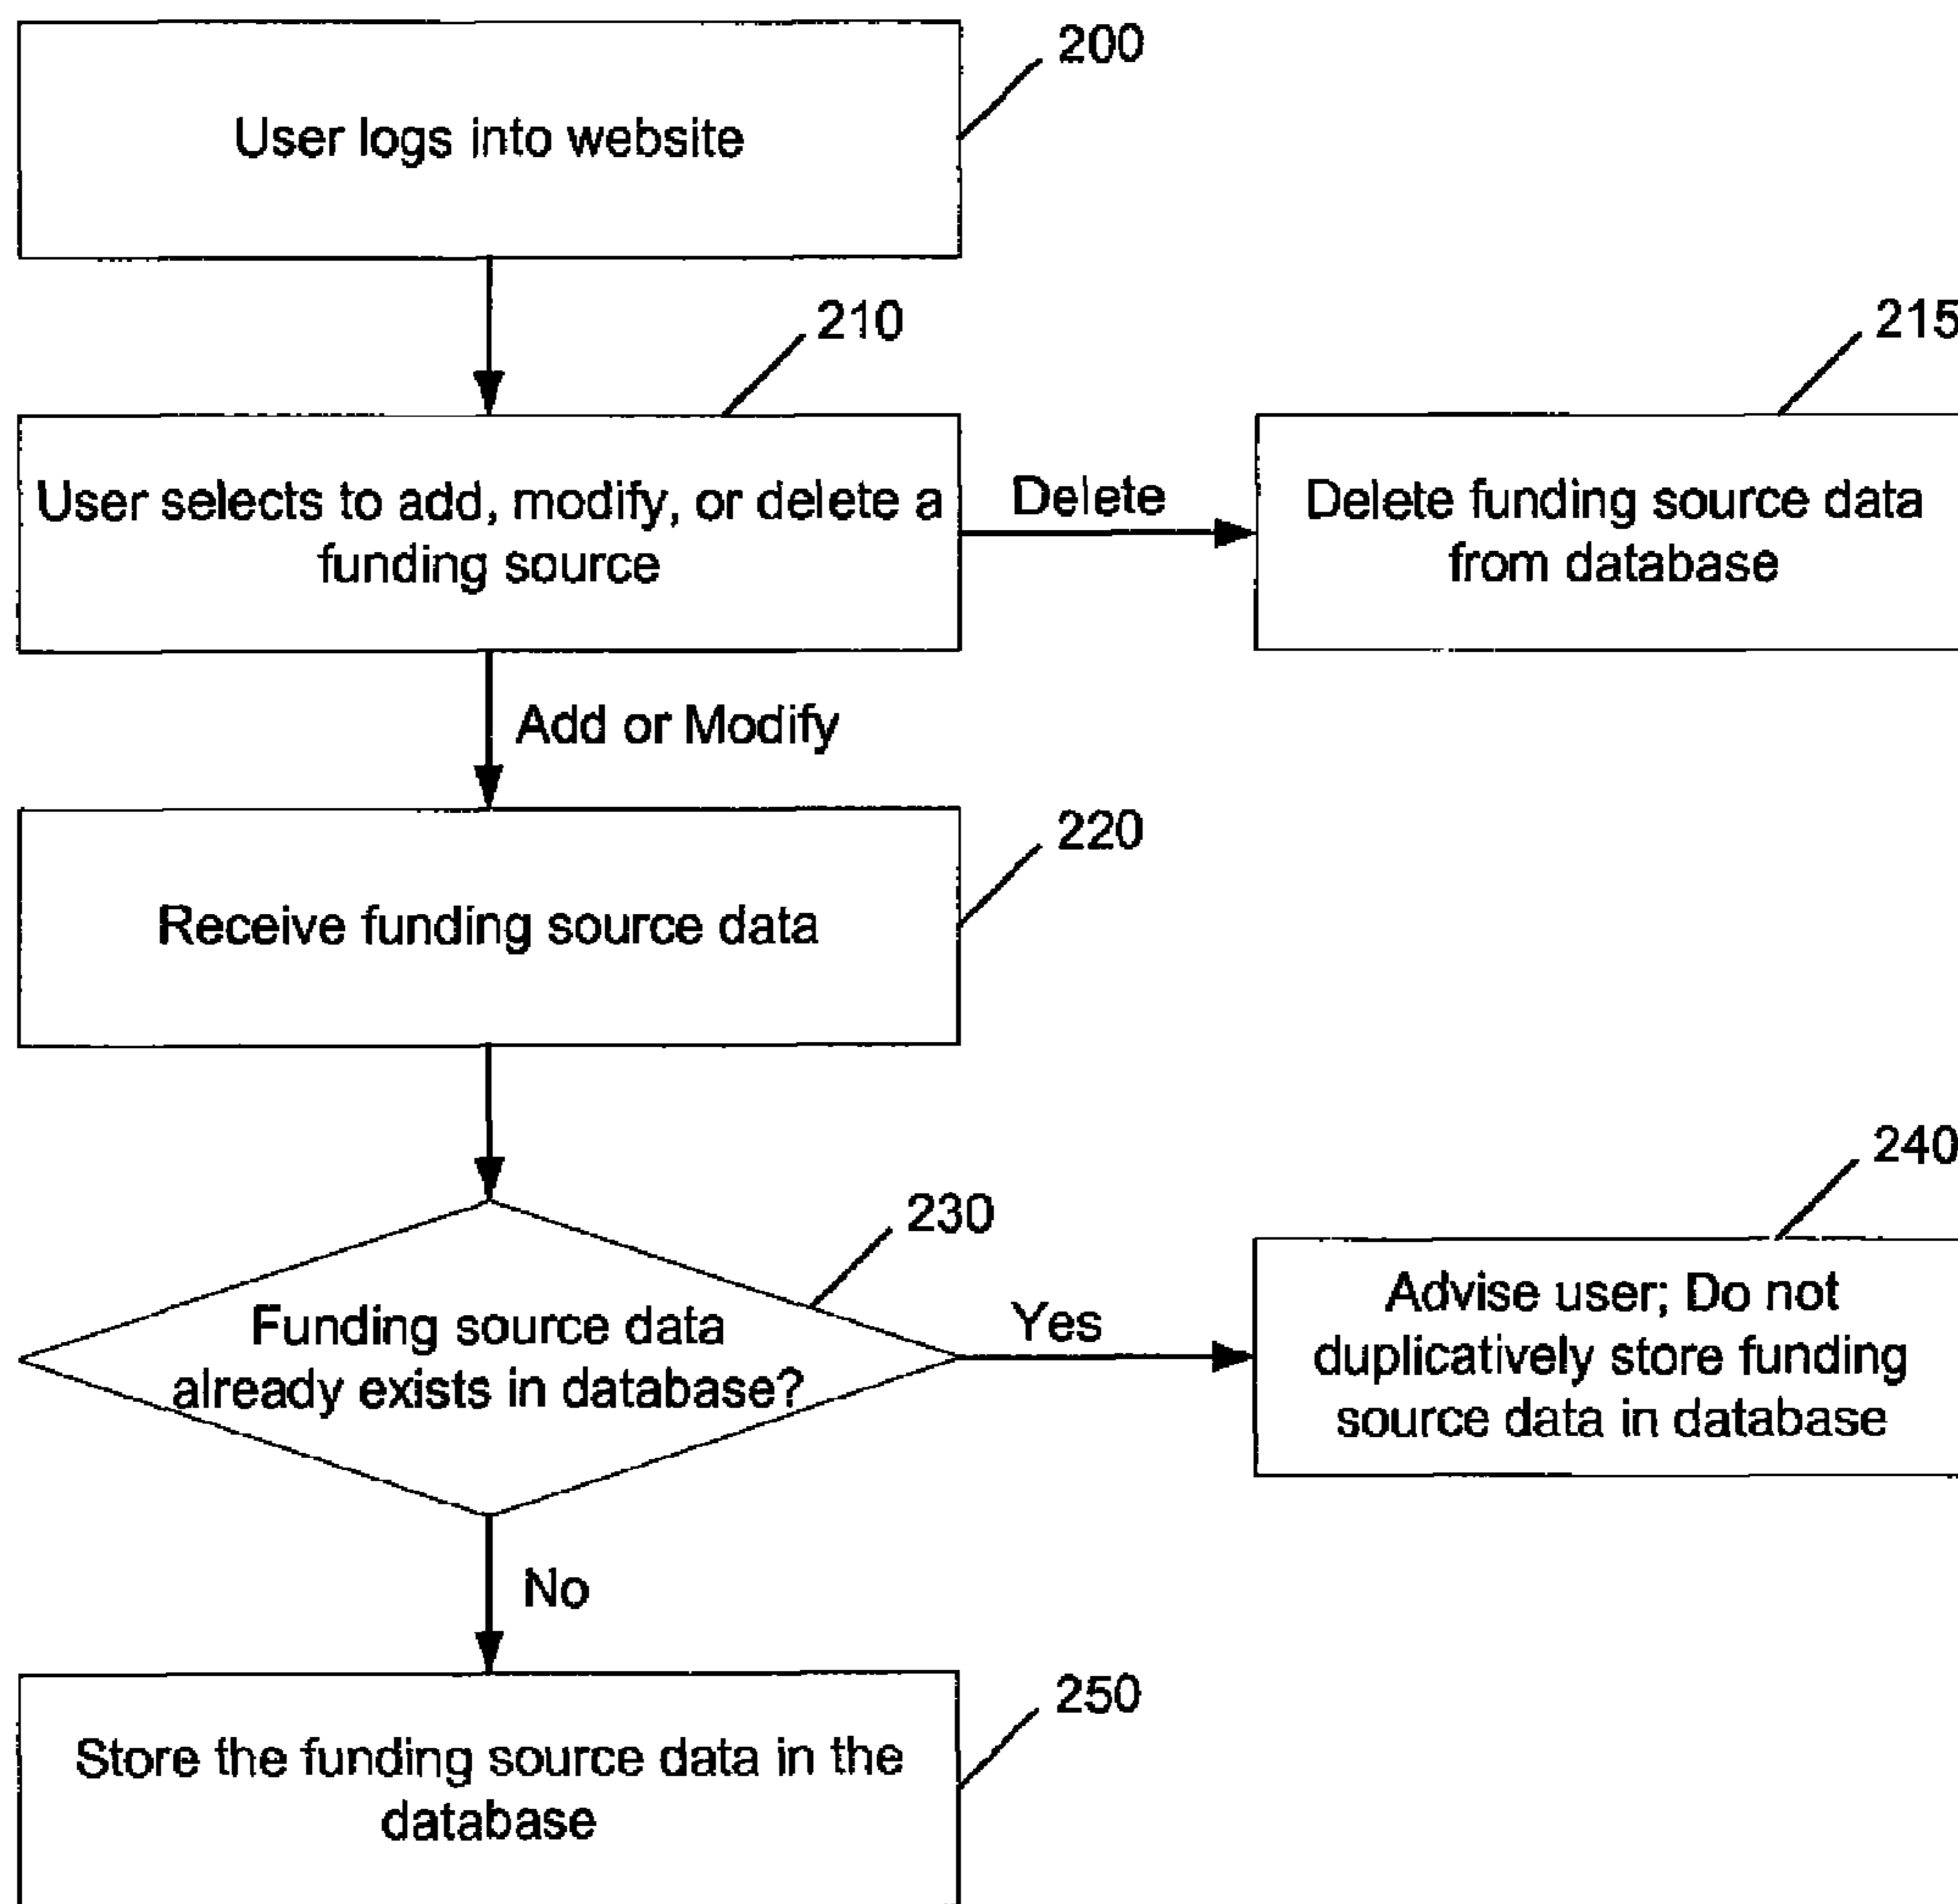 200
User logs into website
210
215
User selects to add, modify, or delete a
funding source
Delete
Delete funding source data
from database
Add or Modify
220
Receive funding source data
240
230
Funding source data
already exists in database?
Yes
Advise user; Do not
duplicatively store funding
source data in database
No
250
Store the funding source data in the
database